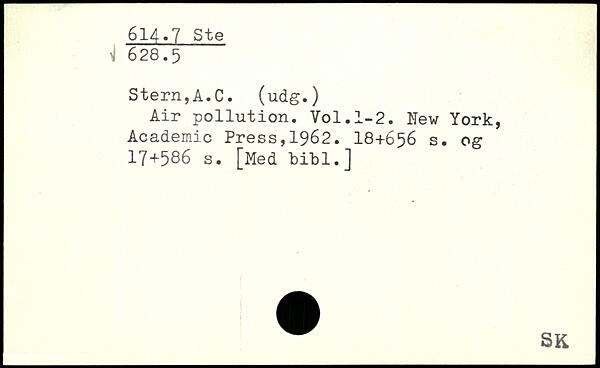 614.7 Ste
628.5
Stern,A.C. (udg.)
Air pollution. Vol.1-2. New York,
Academic Press,1962. 18+656 s. og
17+586 s. [Med bibl.]
SK